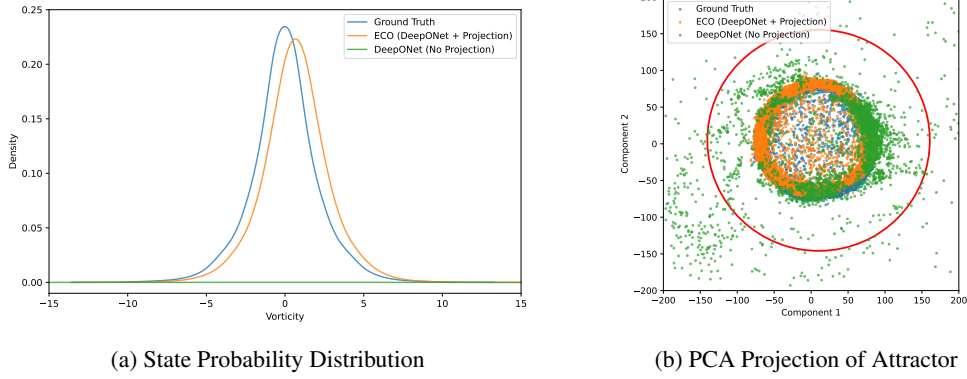 0.25
0.20
0.15
0.10
0.05
0.00
Density
−15
−10
−5
0
5
10
15
Vorticity
Ground Truth
ECO (DeepONet + Projection)
DeepONet (No Projection)
(a) State Probability Distribution
Ground Truth
ECO (DeepONet + Projection)
DeepONet (No Projection)
100
50
0
−50
−100
−150
−200
Component 2
−200
−150
−100
−50
0
50
100
150
200
Component 1
(b) PCA Projection of Attractor